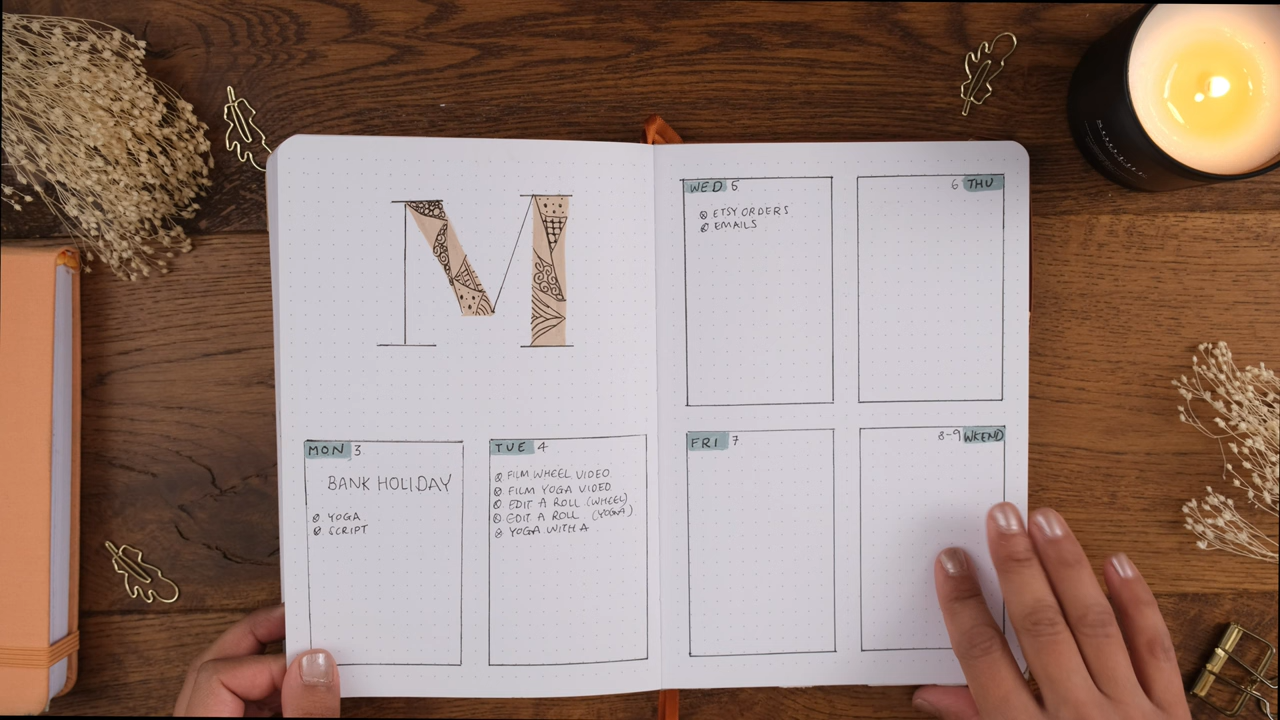 M
MON 3
BANK HOLIDAY
YOGA
SCRIPT
TUE 4
FILM WHEEL VIDEO
FILM YOGA VIDEO
EDIT A ROLL (WHEEL)
EDIT A ROLL (YOGA)
YOGA WITH A
WED 5
ETSY ORDERS
EMAILS
6 THU
FRI 7
8-9 WKEND